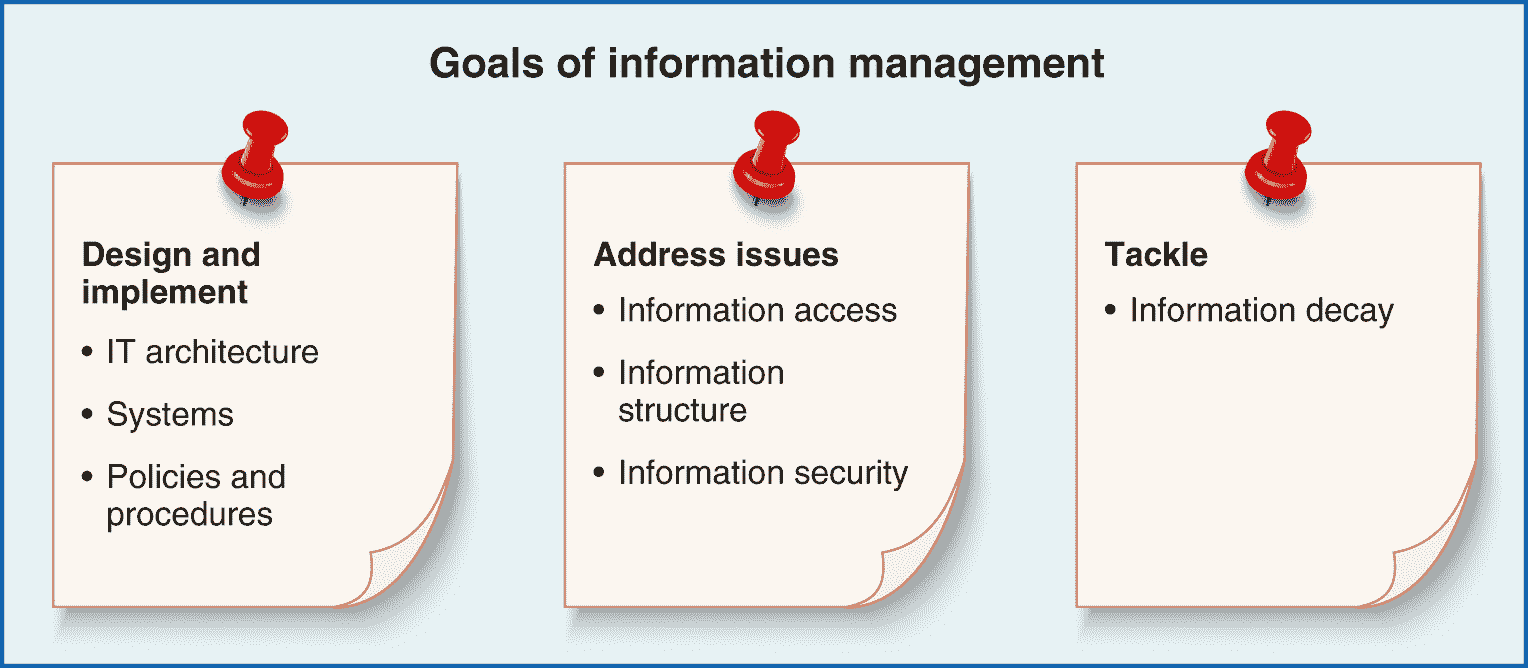 Goals of information management
Design and
implement
• IT architecture
• Systems
• Policies and
procedures
Address issues
• Information access
• Information
structure
• Information security
Tackle
• Information decay